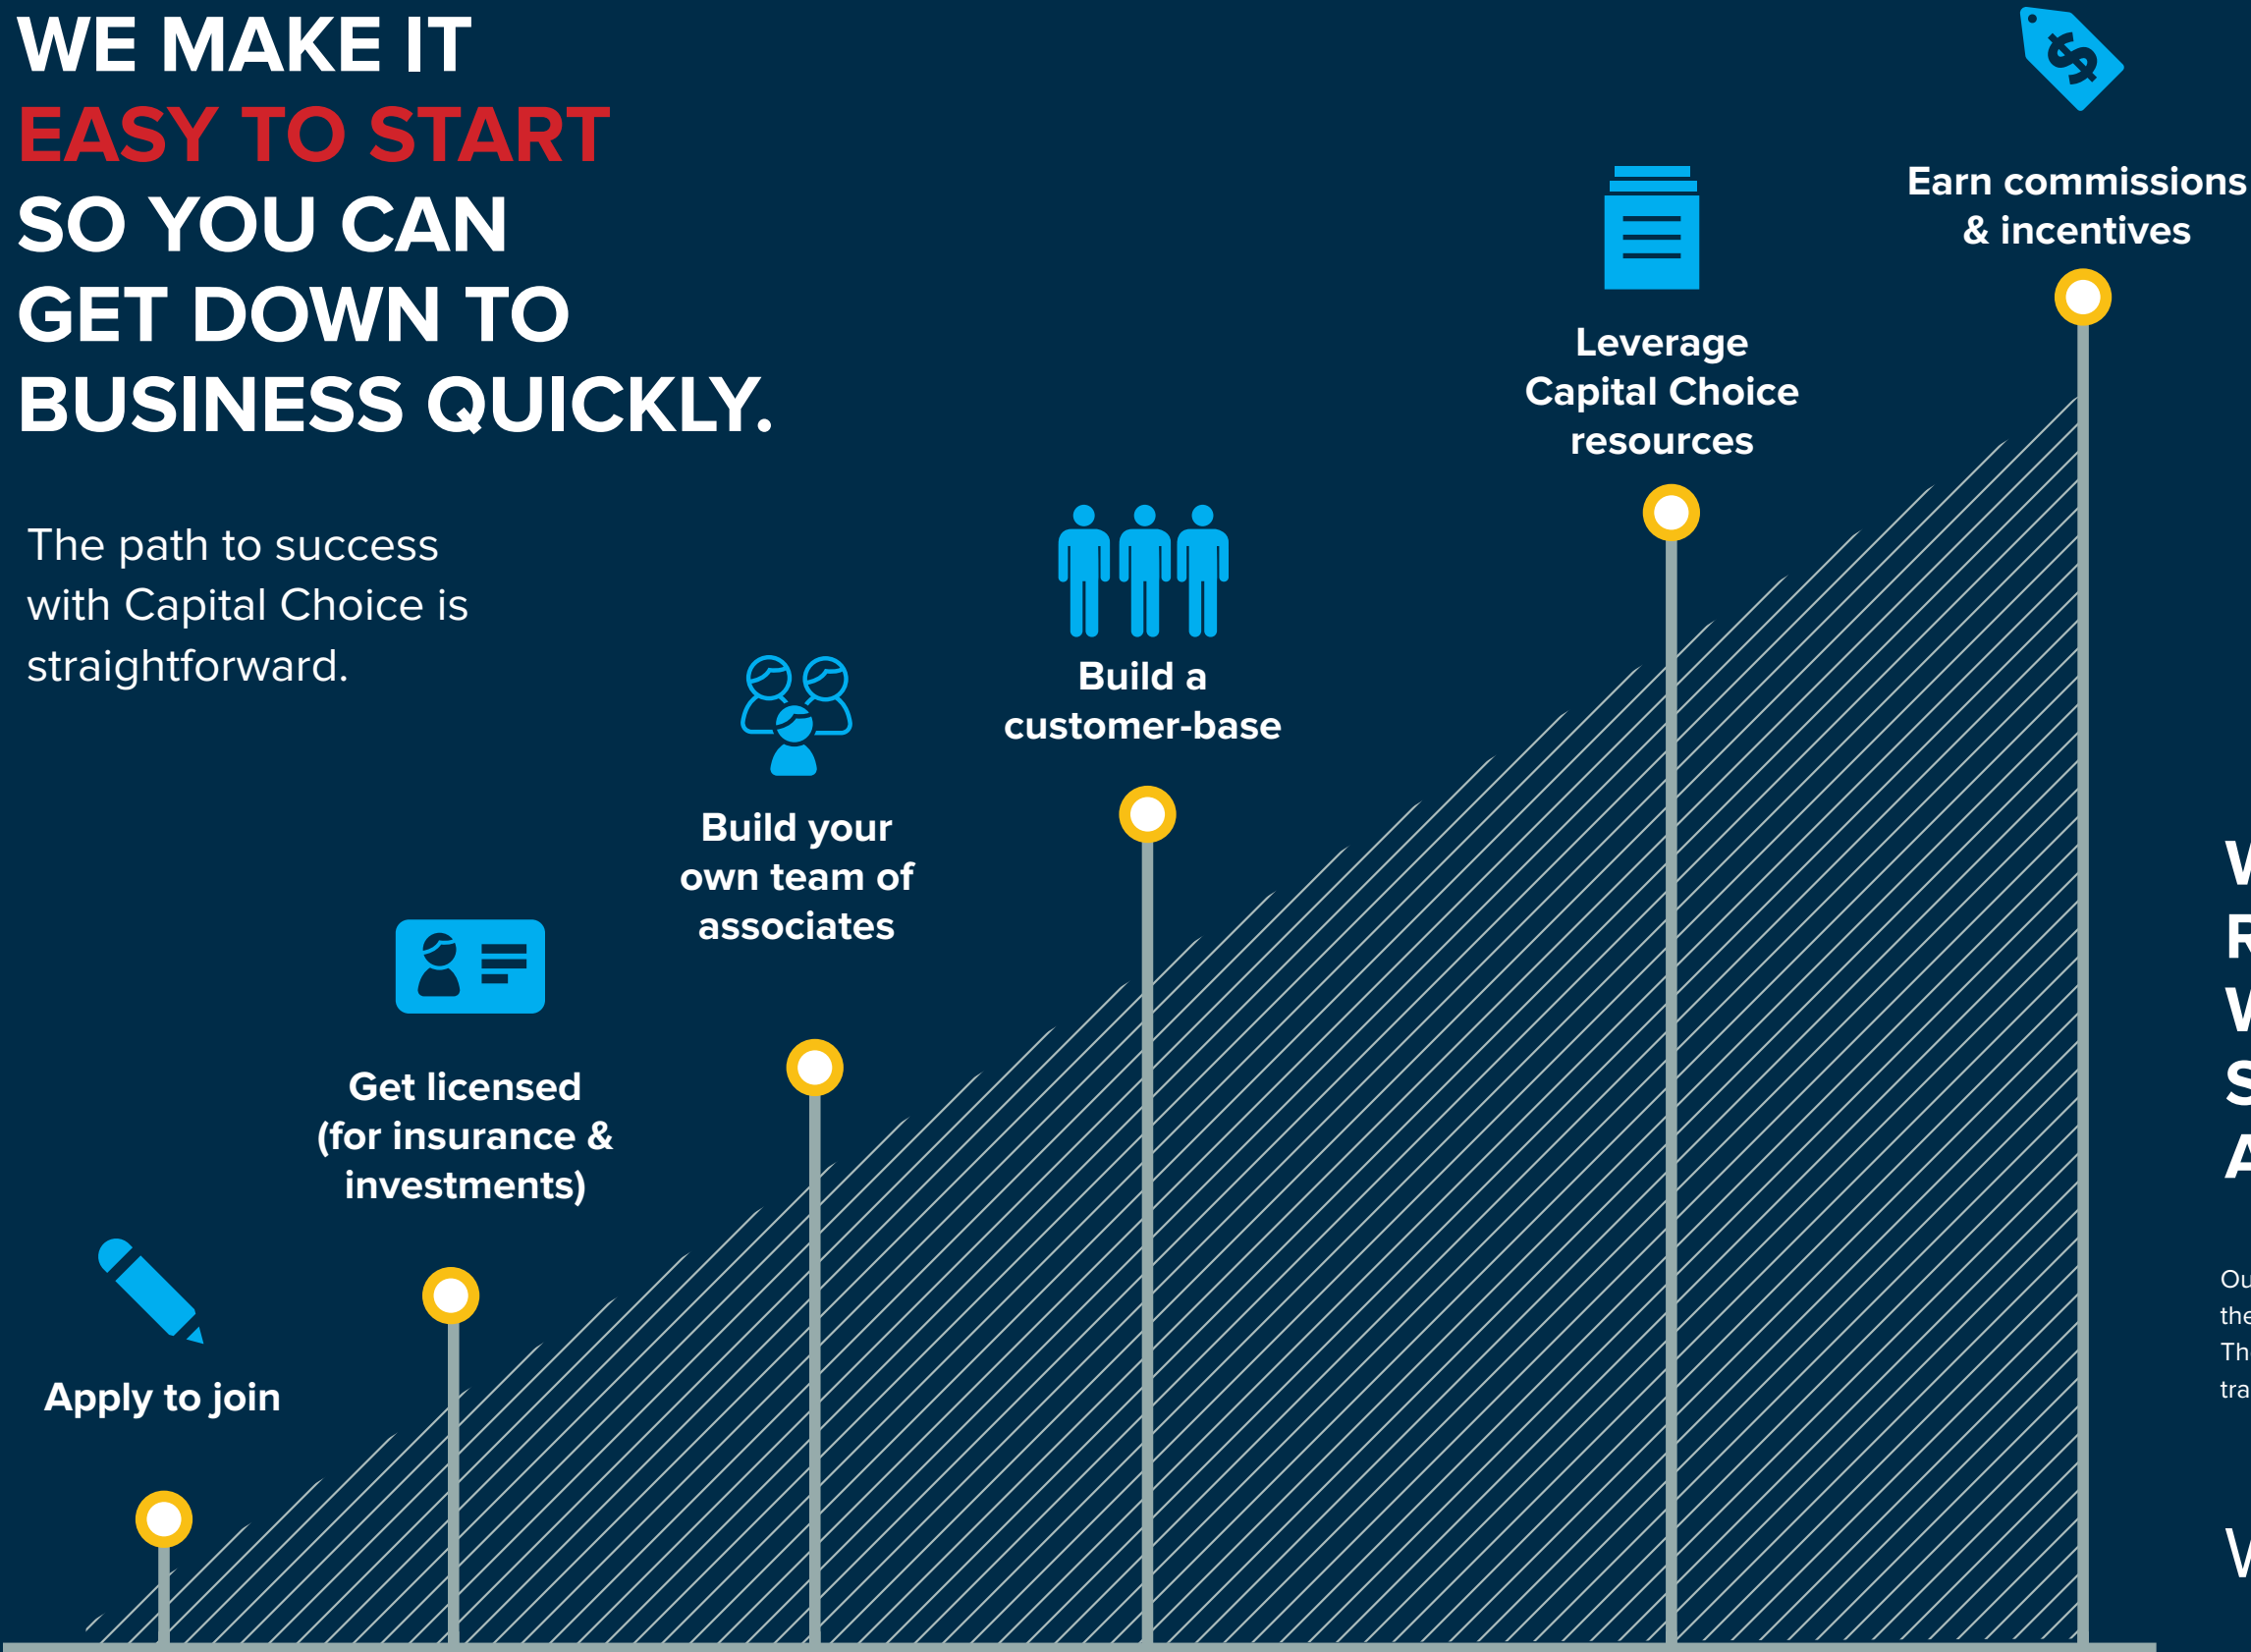 WE MAKE IT
EASY TO START
SO YOU CAN
GET DOWN TO
BUSINESS QUICKLY.
The path to success
with Capital Choice is
straightforward.
Apply to join
Get licensed
(for insurance &
investments)
Build your
own team of
associates
Build a
customer-base
Leverage
Capital Choice
resources
Earn commissions
& incentives